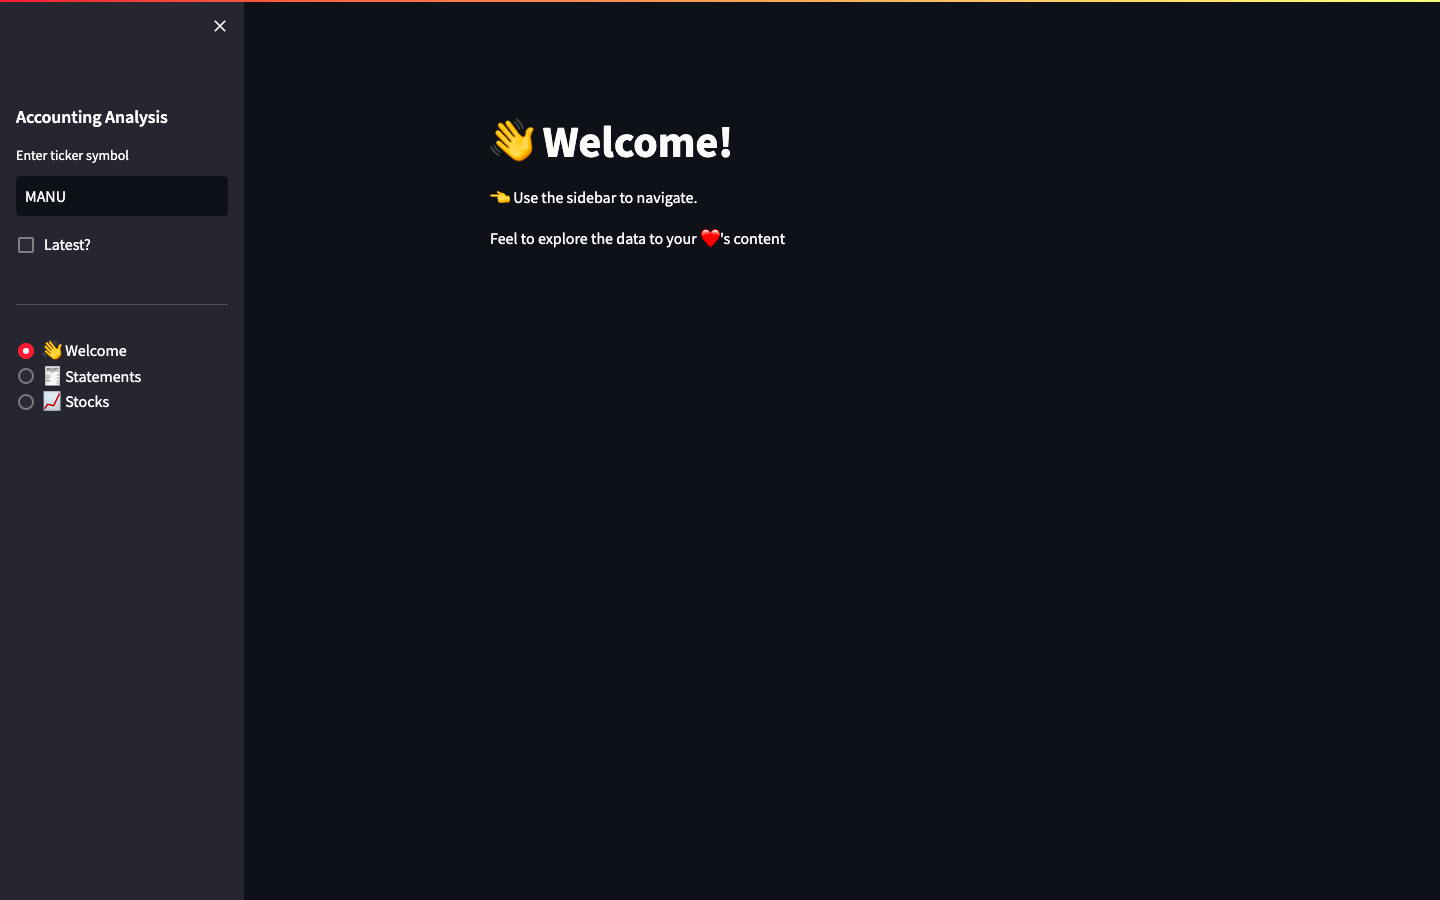 Accounting Analysis
Enter ticker symbol
MANU
Latest?
👋 Welcome
🧾 Statements
📈 Stocks
👋 Welcome!
👈 Use the sidebar to navigate.
Feel to explore the data to your ❤️'s content